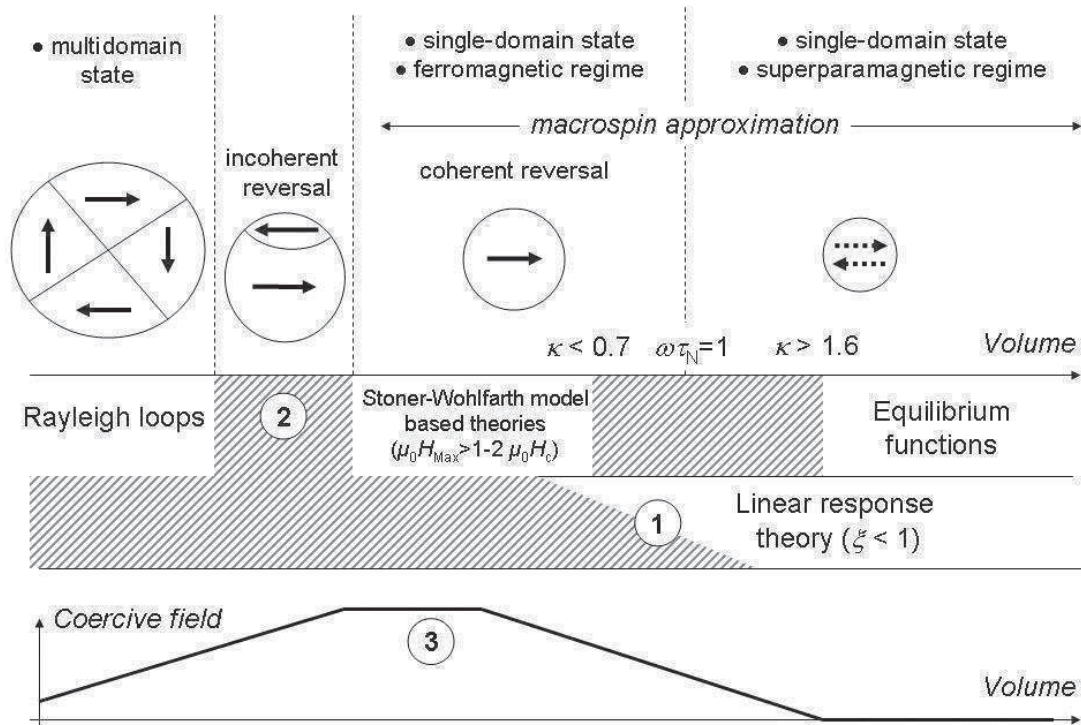 • multidomain
state
• single-domain state
• ferromagnetic regime
• single-domain state
• superparamagnetic regime
macrospin approximation
incoherent
reversal
coherent reversal
κ < 0.7
ωτN=1
κ > 1.6
Volume
Rayleigh loops
2
Stoner-Wohlfarth model
based theories
(μ0HMax>1-2 μ0Hc)
Equilibrium
functions
1
Linear response
theory (ξ < 1)
Coercive field
3
Volume